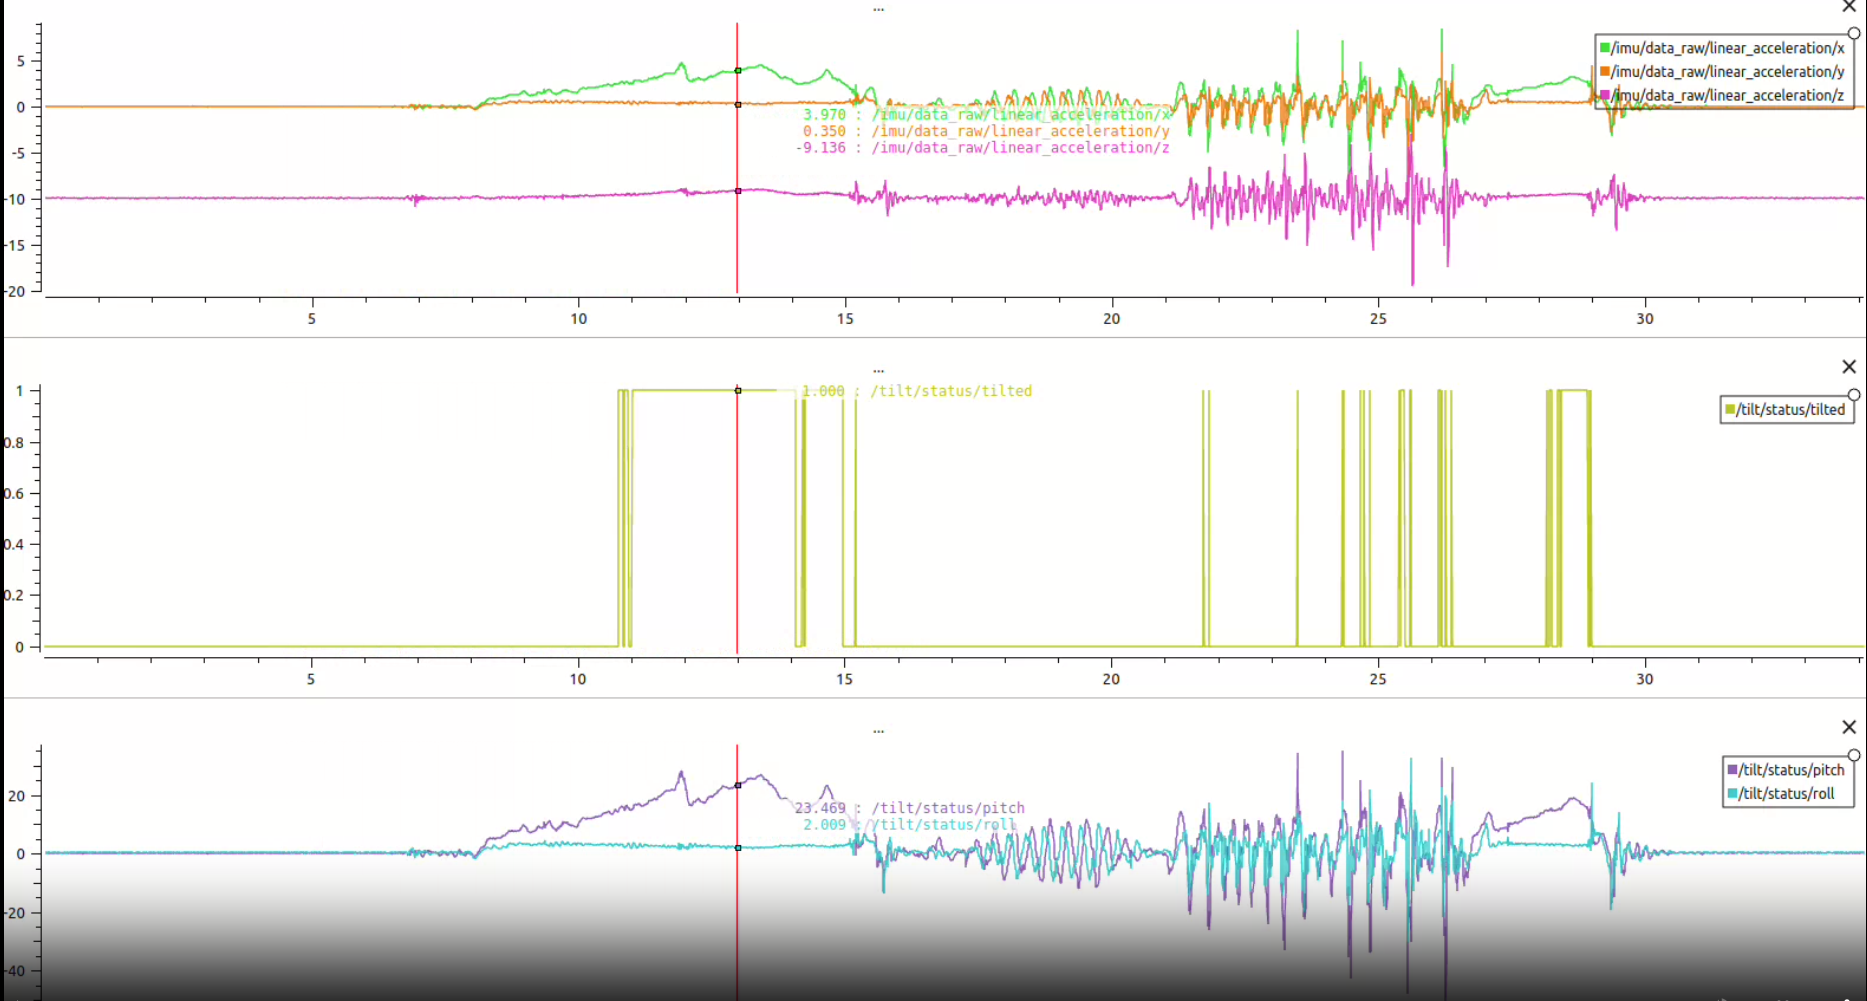 ...
/imu/data_raw/linear_acceleration/x
/imu/data_raw/linear_acceleration/y
/imu/data_raw/linear_acceleration/z
5
0
-5
-10
-15
-20
3.970 : /imu/data_raw/linear_acceleration/x
0.350 : /imu/data_raw/linear_acceleration/y
-9.136 : /imu/data_raw/linear_acceleration/z
5 10 15 20 25 30
...
/tilt/status/tilted
1
0.8
0.6
0.4
0.2
0
1.000 : /tilt/status/tilted
5 10 15 20 25 30
...
/tilt/status/pitch
/tilt/status/roll
20
0
-20
-40
23.469 : /tilt/status/pitch
2.009 : /tilt/status/roll